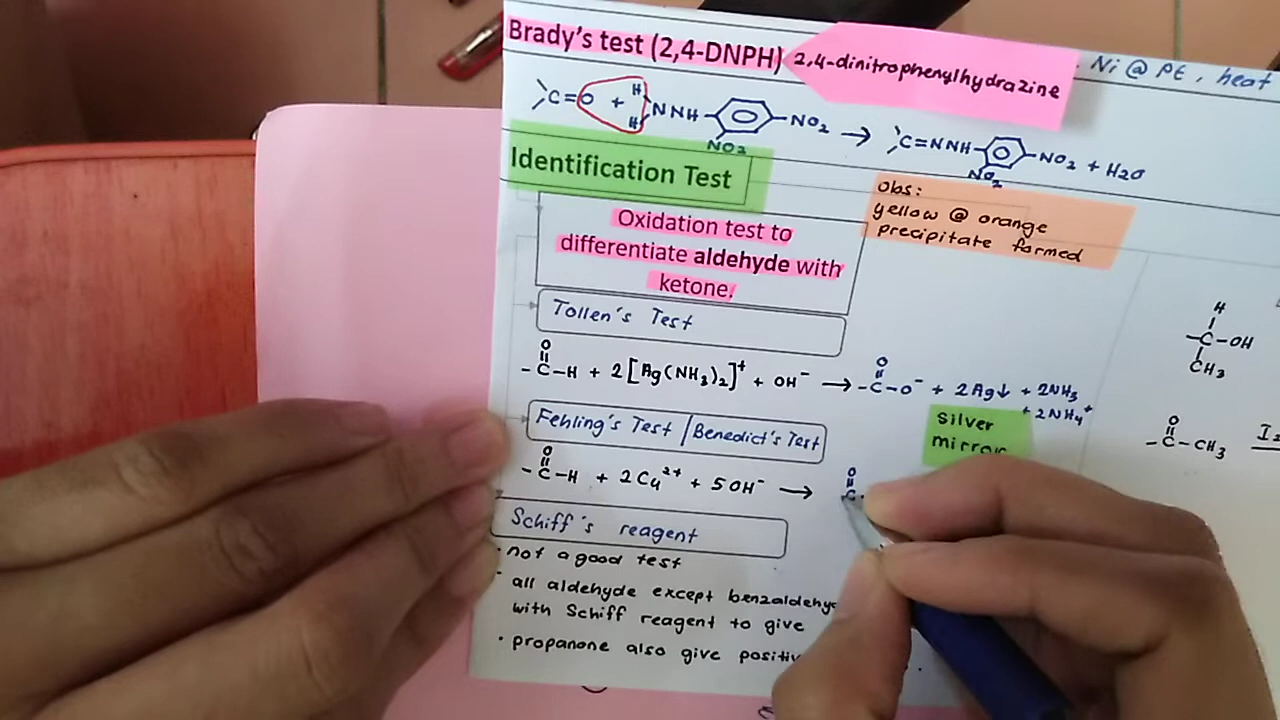 Brady's test (2,4-DNPH) 2,4-dinitrophenylhydrazine
Ni @ Pt, heat
C=O + H H NNH NO2 NO2 → C=NNH NO2 NO2 + H2O
Identification Test
Obs:
yellow @ orange
precipitate formed
Oxidation test to
differentiate aldehyde with
ketone.
Tollen's Test
O
-C-H + 2[Ag(NH3)2]+ + OH- → -C-O- + 2Ag↓ + 2NH3
+ 2NH4+
Silver
mirror
Fehling's Test / Benedict's Test
O
-C-H + 2Cu2+ + 5OH- → O
C
Schiff's reagent
· not a good test
· all aldehyde except
with Schiff reagent to give
· propanone also give
H
-C-OH
CH3
O
-C-CH3